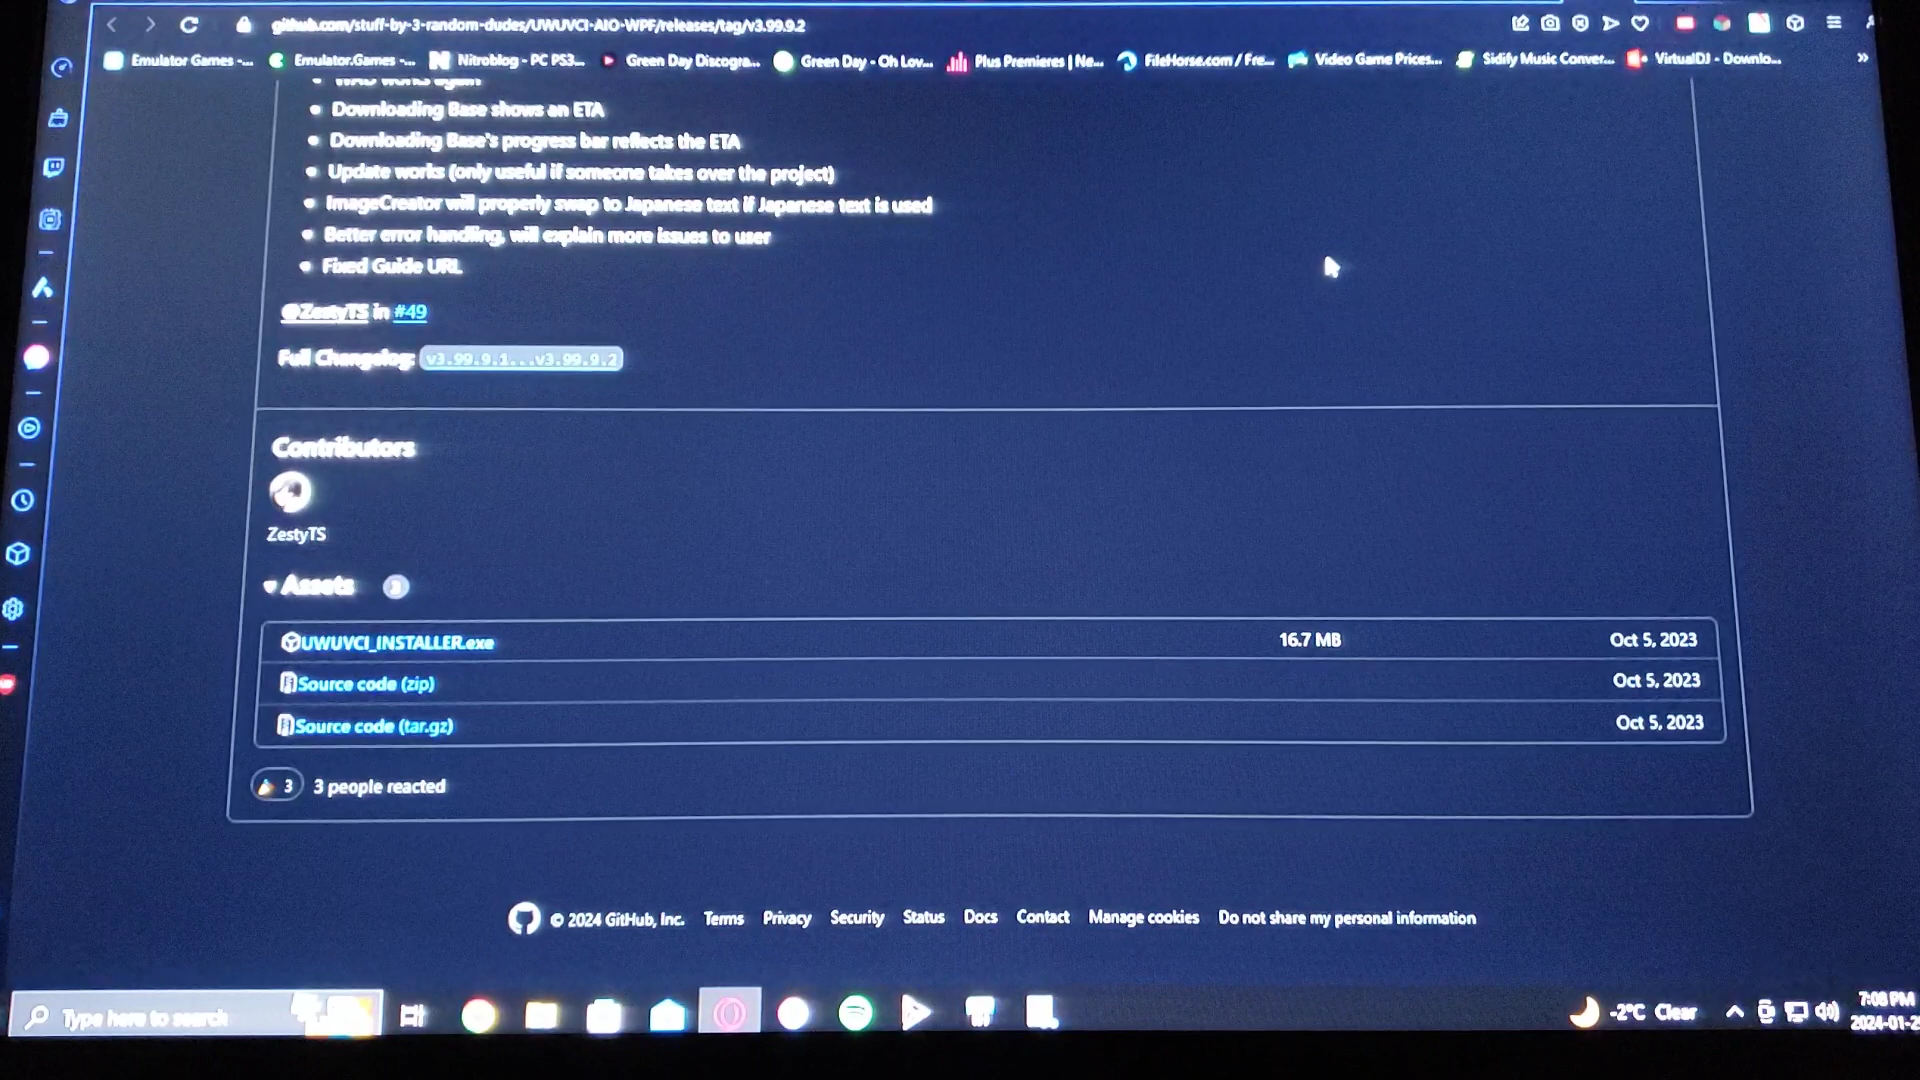 github.com/stuff-by-3-random-dudes/UWUVCI-AIO-WPF/releases/tag/v3.99.9.2
Emulator Games -... Emulator.Games -... Nitroblog - PC PS3... Green Day Discogra... Green Day - Oh Lov... Plus Premieres | Ne... FileHorse.com / Fre... Video Game Prices... Sidify Music Conver... VirtualDJ - Downlo... »
WAD works again
Downloading Base shows an ETA
Downloading Base's progress bar reflects the ETA
Update works (only useful if someone takes over the project)
ImageCreator will properly swap to Japanese text if Japanese text is used
Better error handling, will explain more issues to user
Fixed Guide URL
@ZestyTS in #49
Full Changelog: v3.99.9.1...v3.99.9.2
Contributors
ZestyTS
Assets 3
UWUVCI_INSTALLER.exe 16.7 MB Oct 5, 2023
Source code (zip) Oct 5, 2023
Source code (tar.gz) Oct 5, 2023
3 3 people reacted
© 2024 GitHub, Inc. Terms Privacy Security Status Docs Contact Manage cookies Do not share my personal information
Type here to search -2°C Clear 7:08 PM
2024-01-2